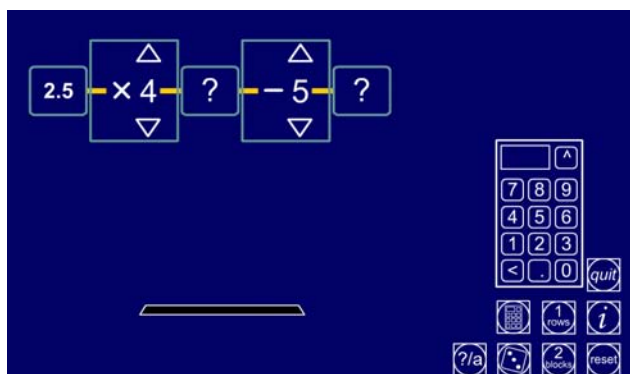 2.5 × 4 ? − 5 ?
^
7 8 9
4 5 6
1 2 3
< . 0
quit
1 rows
i
?/a
2 blocks
reset